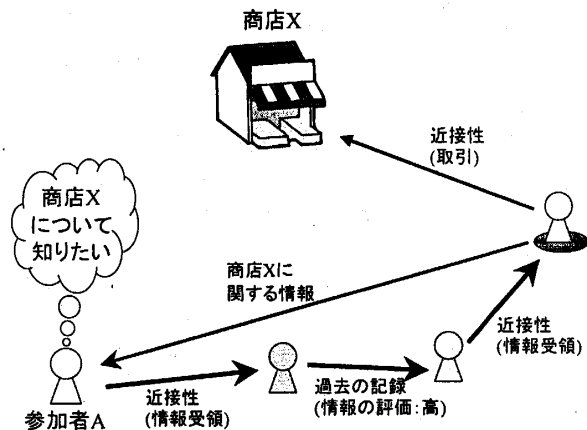 商店X
近接性
(取引)
商店X
について
知りたい
商店Xに
関する情報
近接性
(情報受領)
近接性
(情報受領)
過去の記録
(情報の評価:高)
参加者A